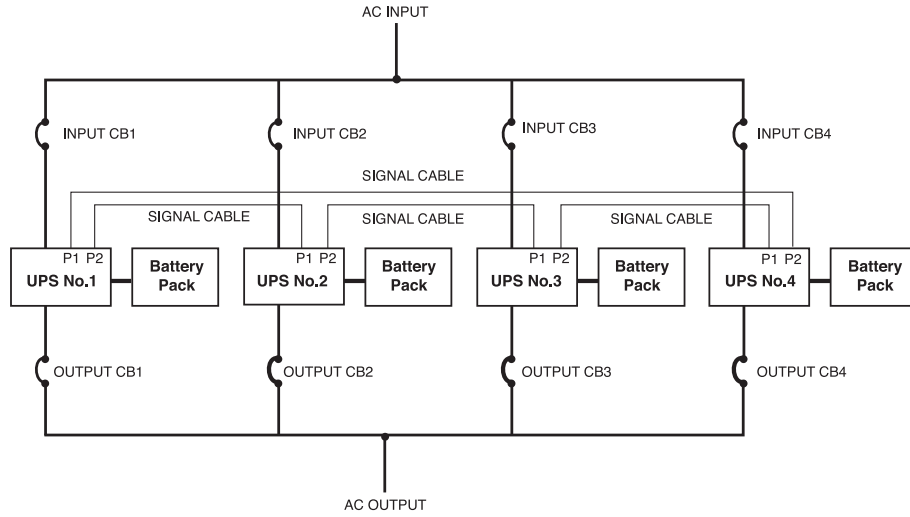 AC INPUT
INPUT CB1
INPUT CB2
INPUT CB3
INPUT CB4
SIGNAL CABLE
SIGNAL CABLE
SIGNAL CABLE
SIGNAL CABLE
P1 P2
UPS No.1
Battery
Pack
P1 P2
UPS No.2
Battery
Pack
P1 P2
UPS No.3
Battery
Pack
P1 P2
UPS No.4
Battery
Pack
OUTPUT CB1
OUTPUT CB2
OUTPUT CB3
OUTPUT CB4
AC OUTPUT